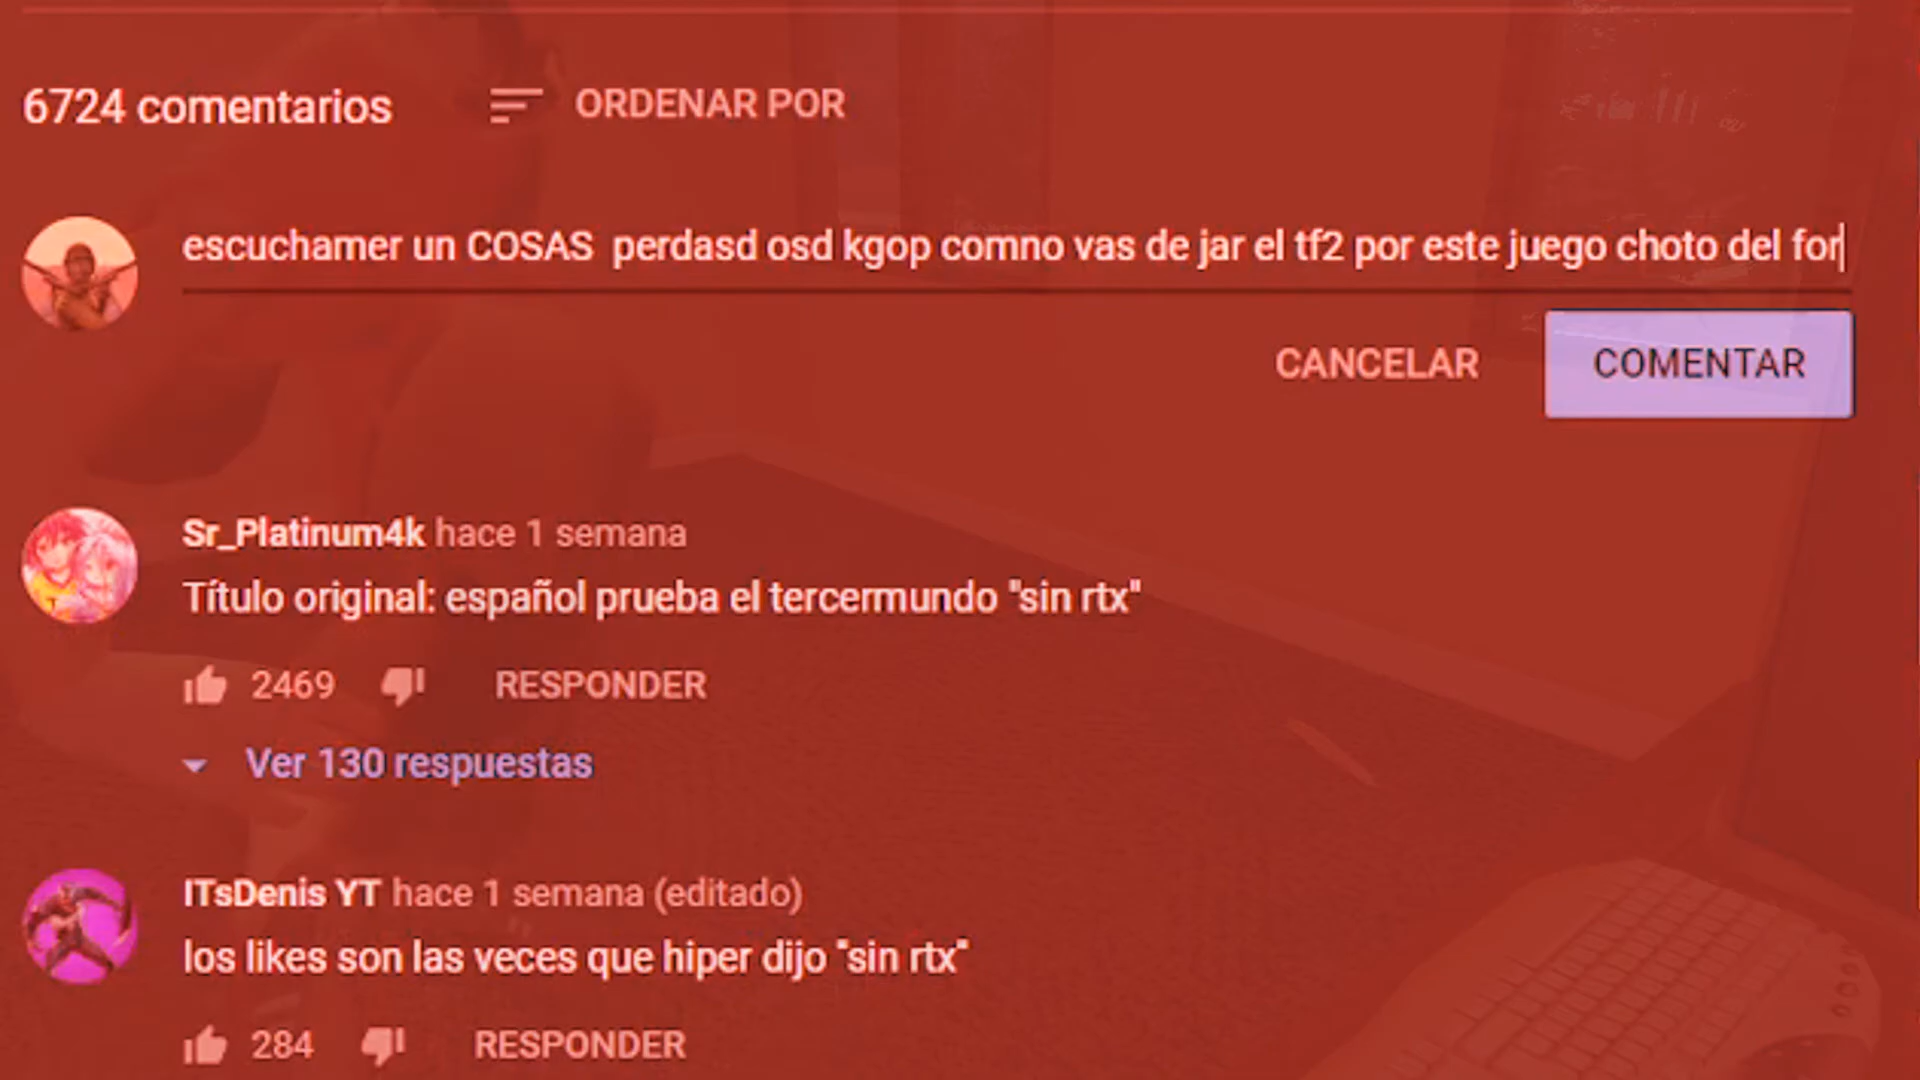 6724 comentarios ORDENAR POR
escuchamer un COSAS  perdasd osd kgop comno vas de jar el tf2 por este juego choto del for
CANCELAR COMENTAR
Sr_Platinum4k hace 1 semana
Título original: español prueba el tercermundo "sin rtx"
2469 RESPONDER
Ver 130 respuestas
ITsDenis YT hace 1 semana (editado)
los likes son las veces que hiper dijo "sin rtx"
284 RESPONDER